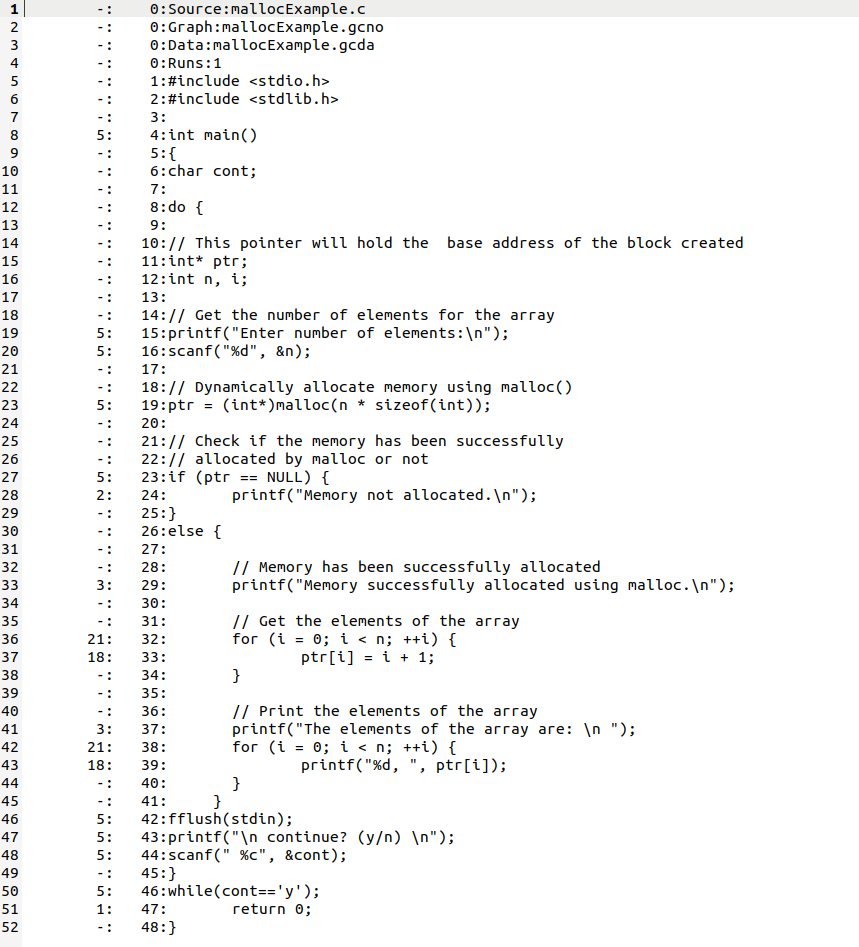 1        -:    0:Source:mallocExample.c
2        -:    0:Graph:mallocExample.gcno
3        -:    0:Data:mallocExample.gcda
4        -:    0:Runs:1
5        -:    1:#include <stdio.h>
6        -:    2:#include <stdlib.h>
7        -:    3:
8        5:    4:int main()
9        -:    5:{
10        -:    6:char cont;
11        -:    7:
12        -:    8:do {
13        -:    9:
14        -:   10:// This pointer will hold the  base address of the block created
15        -:   11:int* ptr;
16        -:   12:int n, i;
17        -:   13:
18        -:   14:// Get the number of elements for the array
19        5:   15:printf("Enter number of elements:\n");
20        5:   16:scanf("%d", &n);
21        -:   17:
22        -:   18:// Dynamically allocate memory using malloc()
23        5:   19:ptr = (int*)malloc(n * sizeof(int));
24        -:   20:
25        -:   21:// Check if the memory has been successfully
26        -:   22:// allocated by malloc or not
27        5:   23:if (ptr == NULL) {
28        2:   24:       printf("Memory not allocated.\n");
29        -:   25:}
30        -:   26:else {
31        -:   27:
32        -:   28:       // Memory has been successfully allocated
33        3:   29:       printf("Memory successfully allocated using malloc.\n");
34        -:   30:
35        -:   31:       // Get the elements of the array
36       21:   32:       for (i = 0; i < n; ++i) {
37       18:   33:               ptr[i] = i + 1;
38        -:   34:       }
39        -:   35:
40        -:   36:       // Print the elements of the array
41        3:   37:       printf("The elements of the array are: \n ");
42       21:   38:       for (i = 0; i < n; ++i) {
43       18:   39:               printf("%d, ", ptr[i]);
44        -:   40:       }
45        -:   41:     }
46        5:   42:fflush(stdin);
47        5:   43:printf("\n continue? (y/n) \n");
48        5:   44:scanf(" %c", &cont);
49        -:   45:}
50        5:   46:while(cont=='y');
51        1:   47:       return 0;
52        -:   48:}